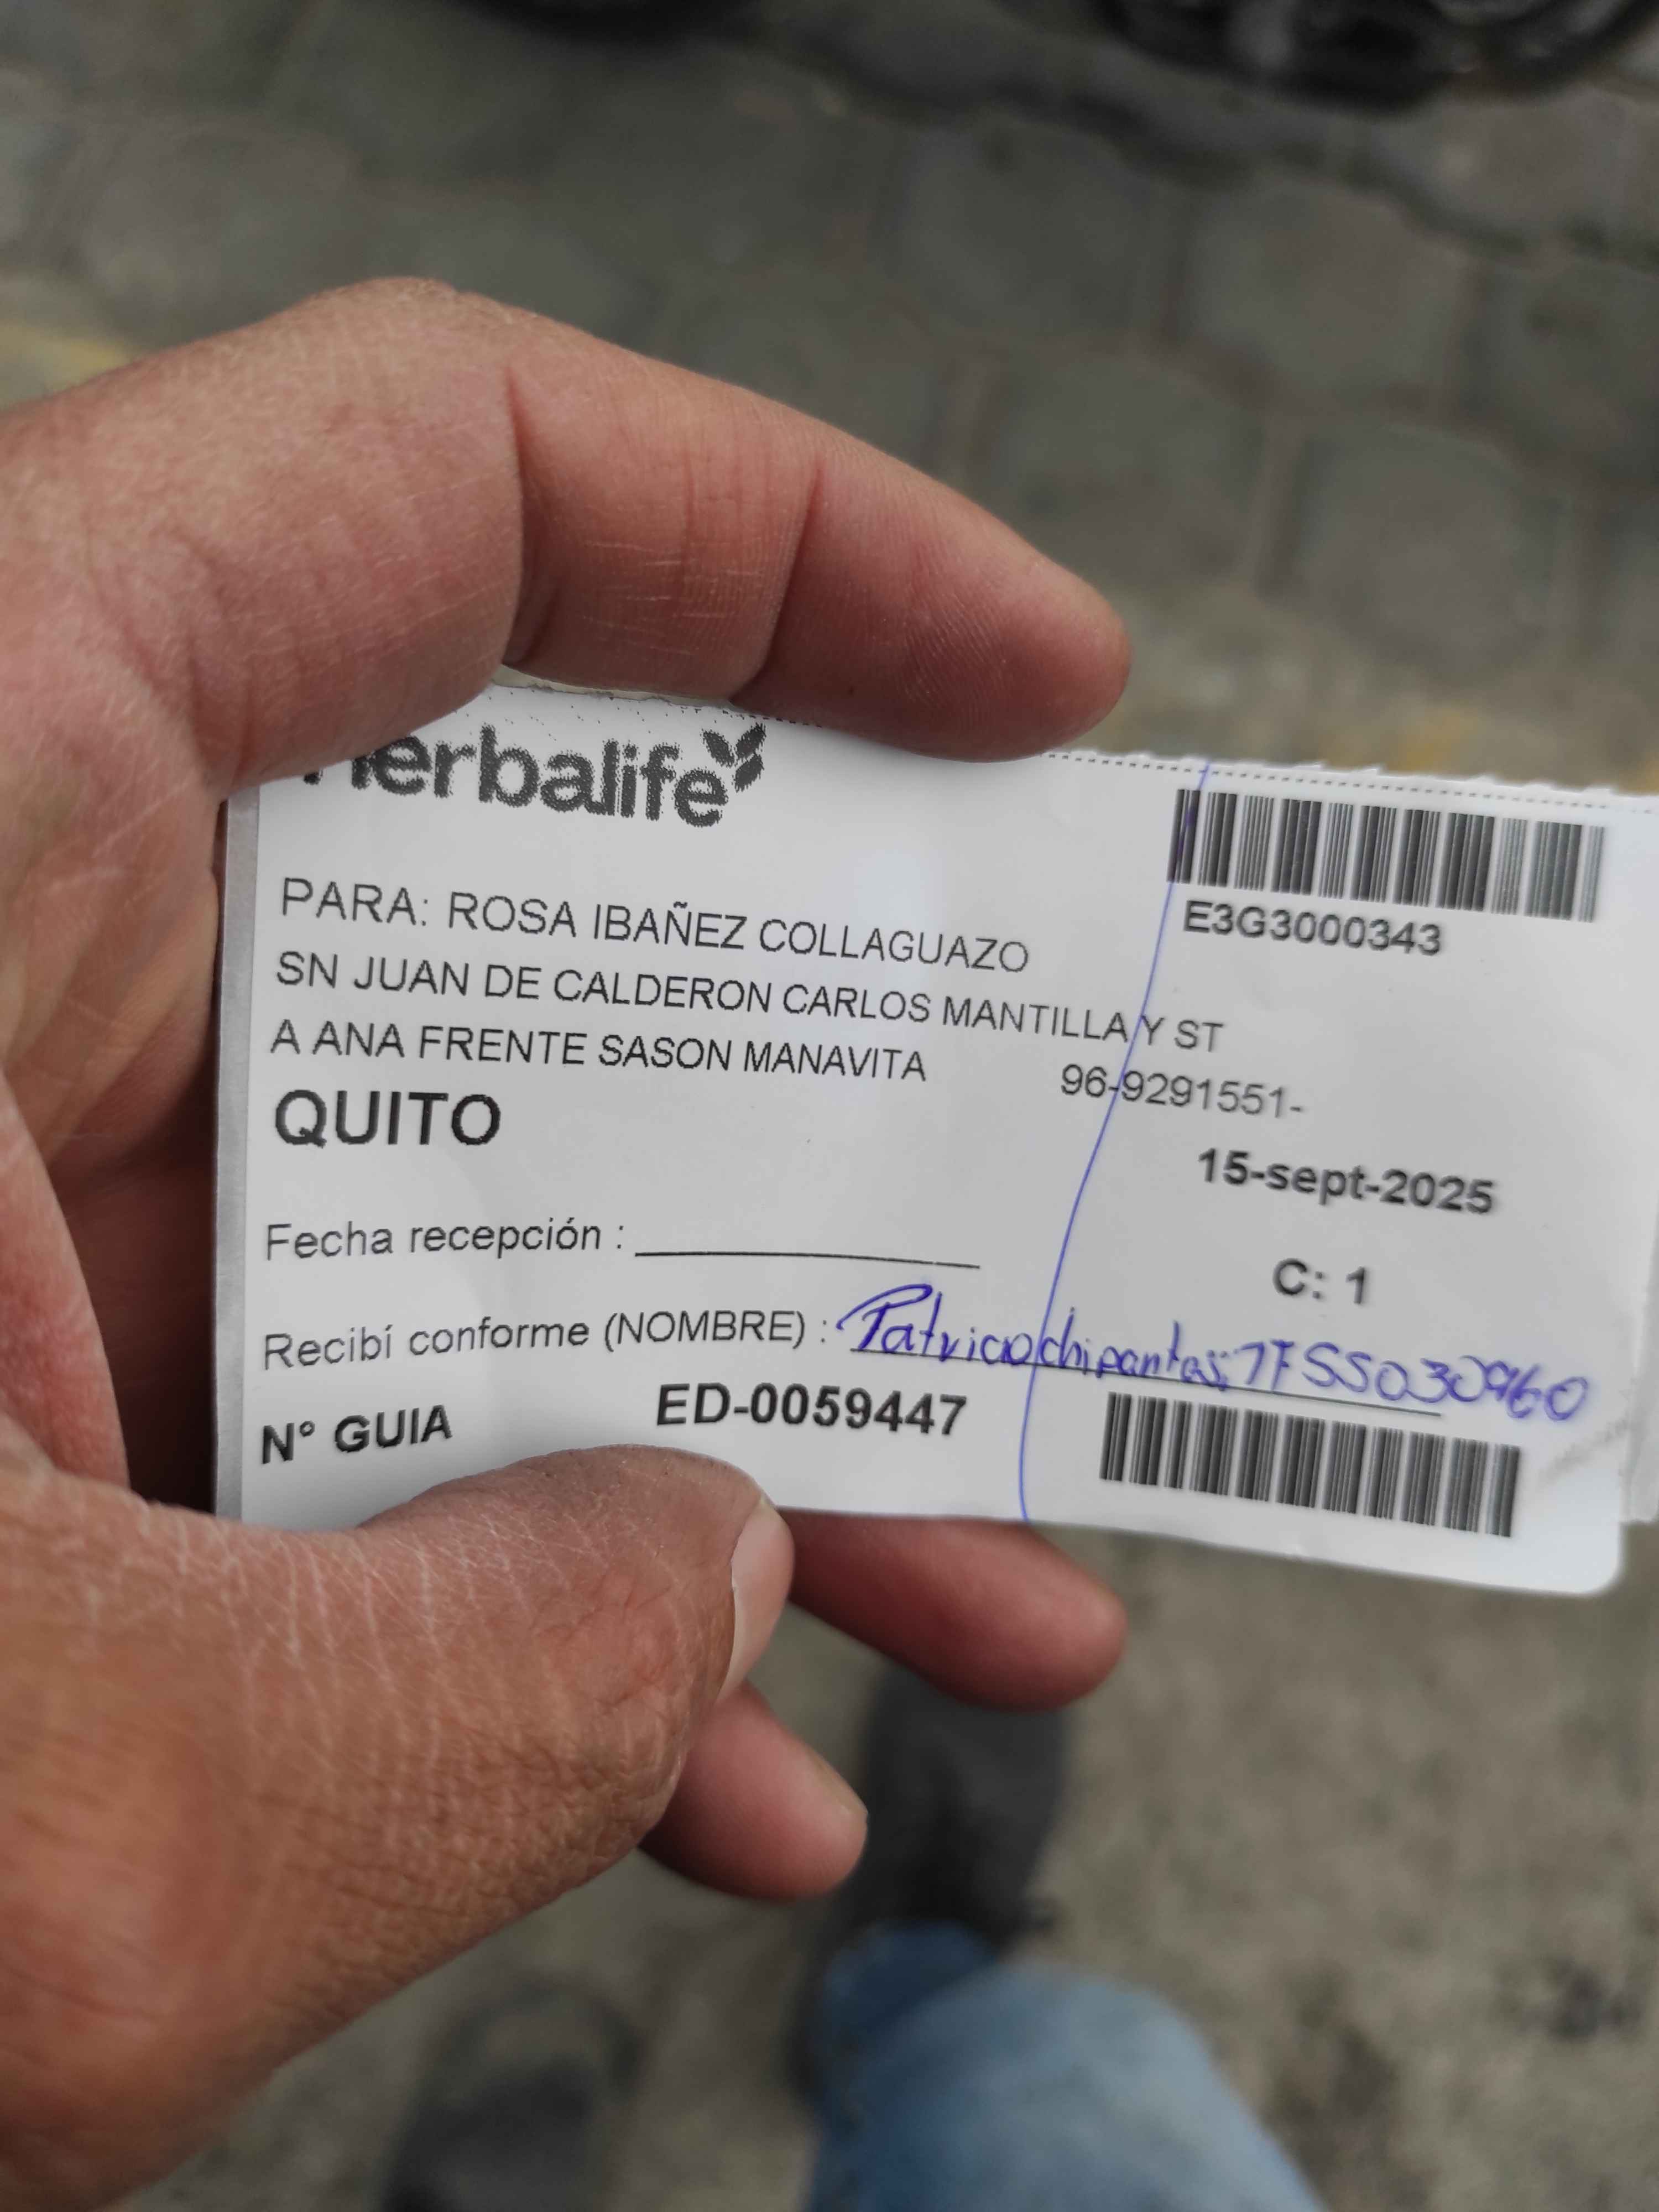 Herbalife
E3G3000343
PARA: ROSA IBAÑEZ COLLAGUAZO
SN JUAN DE CALDERON CARLOS MANTILLA Y ST
A ANA FRENTE SASON MANAVITA 96-9291551-
QUITO
15-sept-2025
Fecha recepción :
C: 1
Recibí conforme (NOMBRE) : Patricio chipantasi
N° GUIA ED-0059447